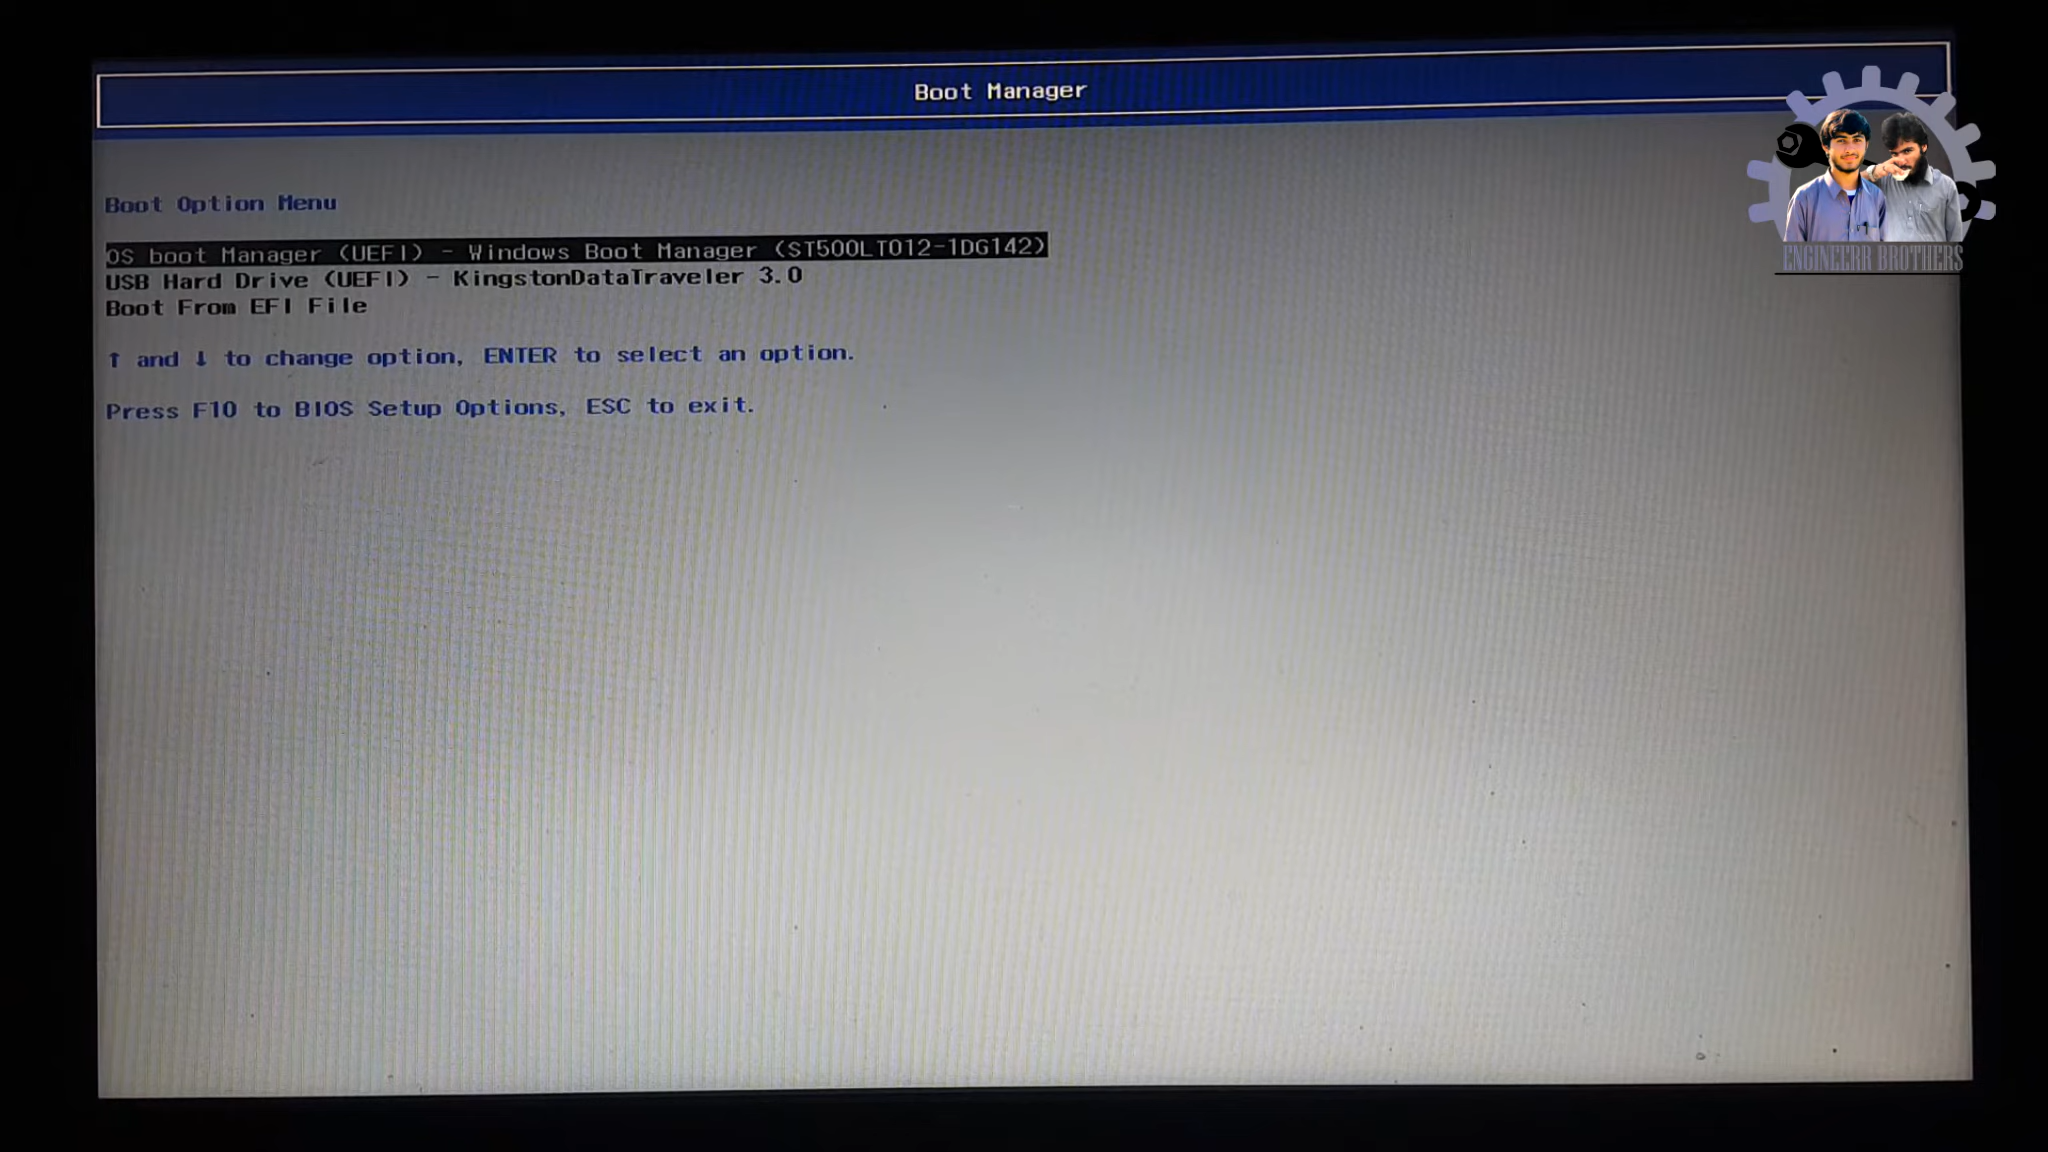 Boot Manager
Boot Option Menu
OS boot Manager (UEFI) - Windows Boot Manager (ST500LT012-1DG142)
USB Hard Drive (UEFI) - KingstonDataTraveler 3.0
Boot From EFI File
↑ and ↓ to change option, ENTER to select an option.
Press F10 to BIOS Setup Options, ESC to exit.
ENGINEERR BROTHERS